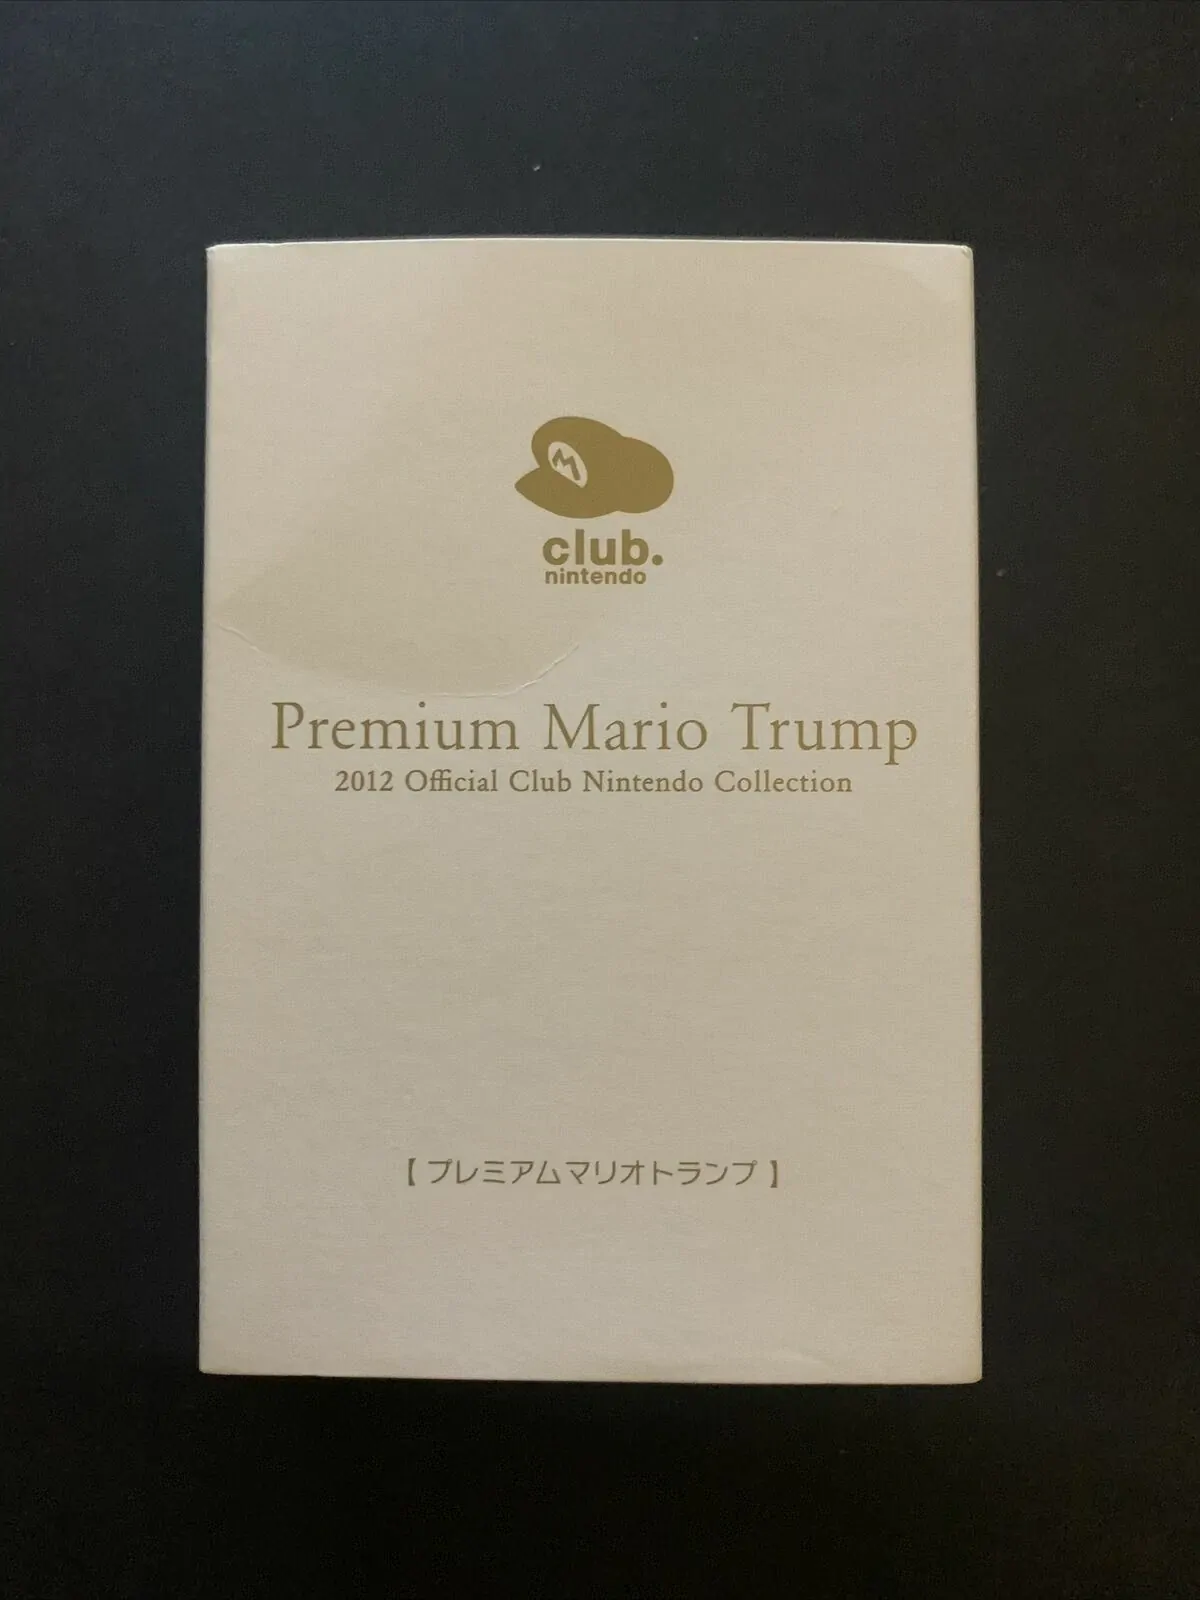 M
club.
nintendo
Premium Mario Trump
2012 Official Club Nintendo Collection
【プレミアムマリオトランプ】